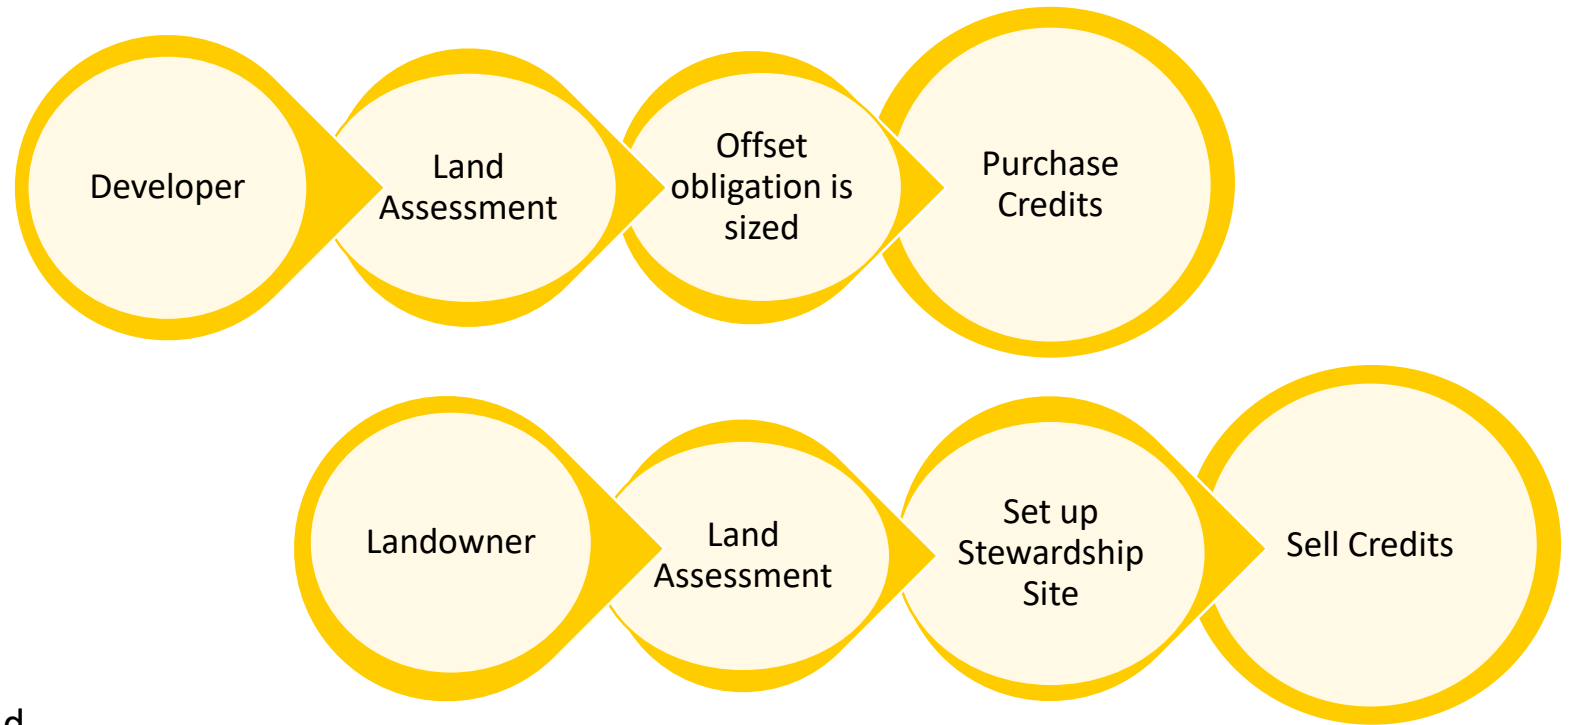 Developer
Land
Assessment
Offset
obligation is
sized
Purchase
Credits
Landowner
Land
Assessment
Set up
Stewardship
Site
Sell Credits
d